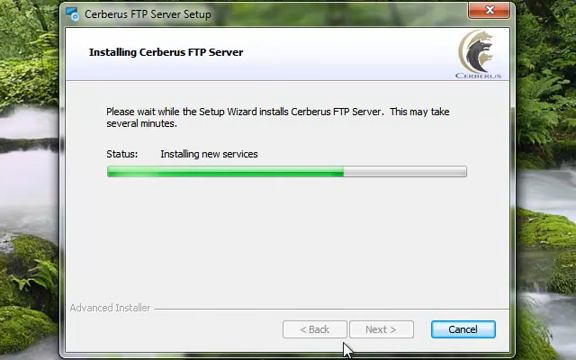 Cerberus FTP Server Setup
Installing Cerberus FTP Server
CERBERUS
Please wait while the Setup Wizard installs Cerberus FTP Server. This may take
several minutes.
Status: Installing new services
Advanced Installer
< Back Next > Cancel